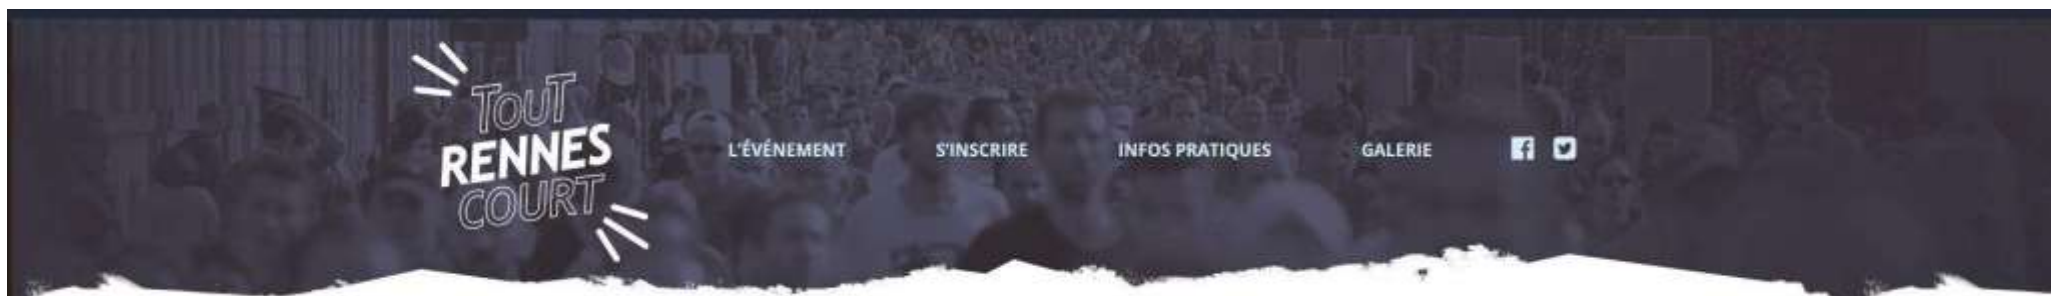 TOUT
RENNES
COURT
L'ÉVÉNEMENT
S'INSCRIRE
INFOS PRATIQUES
GALERIE